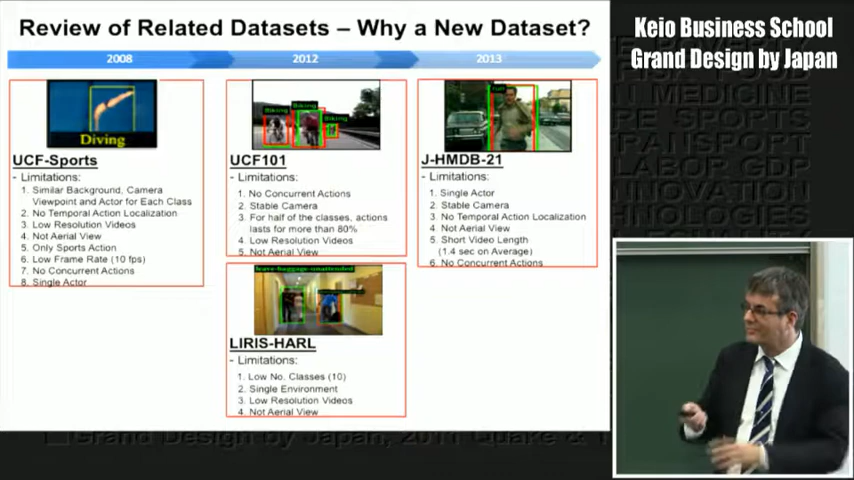 Review of Related Datasets – Why a New Dataset?
2008
2012
2013
Diving
UCF-Sports
- Limitations:
1. Similar Background, Camera
Viewpoint and Actor for Each Class
2. No Temporal Action Localization
3. Low Resolution Videos
4. Not Aerial View
5. Only Sports Action
6. Low Frame Rate (10 fps)
7. No Concurrent Actions
8. Single Actor
Biking
Biking
Biking
UCF101
- Limitations:
1. No Concurrent Actions
2. Stable Camera
3. For half of the classes, actions
lasts for more than 80%
4. Low Resolution Videos
5. Not Aerial View
leave-baggage-unattended
LIRIS-HARL
- Limitations:
1. Low No. Classes (10)
2. Single Environment
3. Low Resolution Videos
4. Not Aerial View
J-HMDB-21
- Limitations:
1. Single Actor
2. Stable Camera
3. No Temporal Action Localization
4. Not Aerial View
5. Short Video Length
(1.4 sec on Average)
6. No Concurrent Actions
Keio Business School
Grand Design by Japan
MEDICINE
SPORTS
TRANSPORT
LABOR GDP
Grand Design by Japan, 2011 Quake &